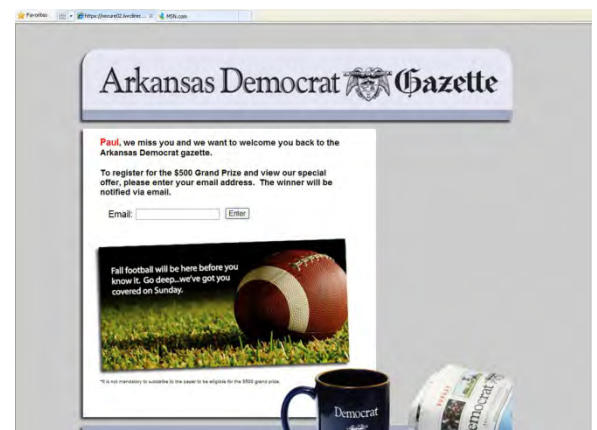 Favorites
MSN.com
Arkansas Democrat Gazette
Paul, we miss you and we want to welcome you back to the
Arkansas Democrat gazette.
To register for the $500 Grand Prize and view our special
offer, please enter your email address. The winner will be
notified via email.
Email:
Enter
Fall football will be here before you
know it. Go deep...we've got you
covered on Sunday.
*It is not mandatory to subscribe to the paper to be eligible for the $500 grand prize.
Democrat